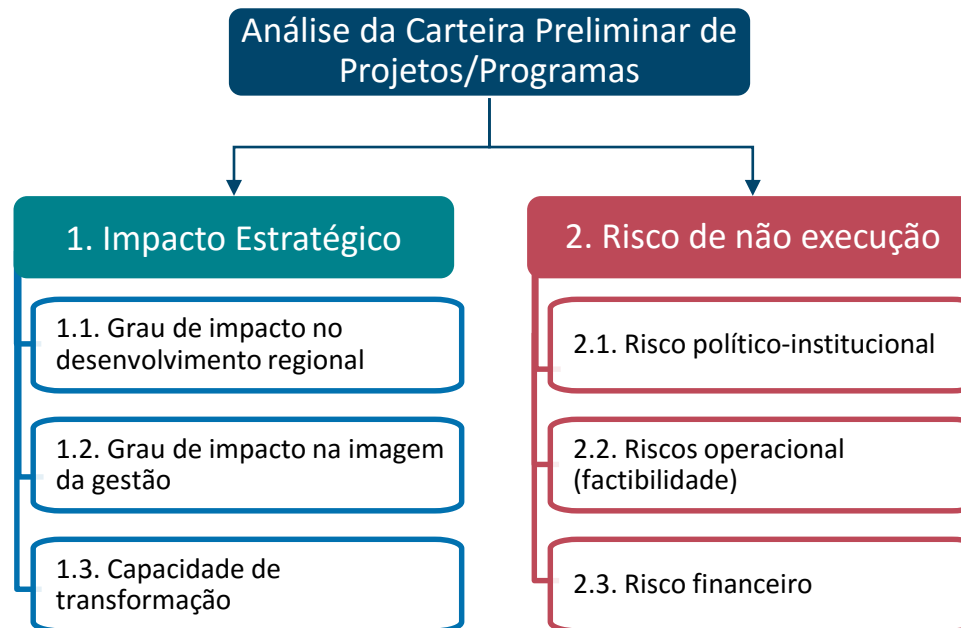 Análise da Carteira Preliminar de
Projetos/Programas
1. Impacto Estratégico
1.1. Grau de impacto no
desenvolvimento regional
1.2. Grau de impacto na imagem
da gestão
1.3. Capacidade de
transformação
2. Risco de não execução
2.1. Risco político-institucional
2.2. Riscos operacional
(factibilidade)
2.3. Risco financeiro